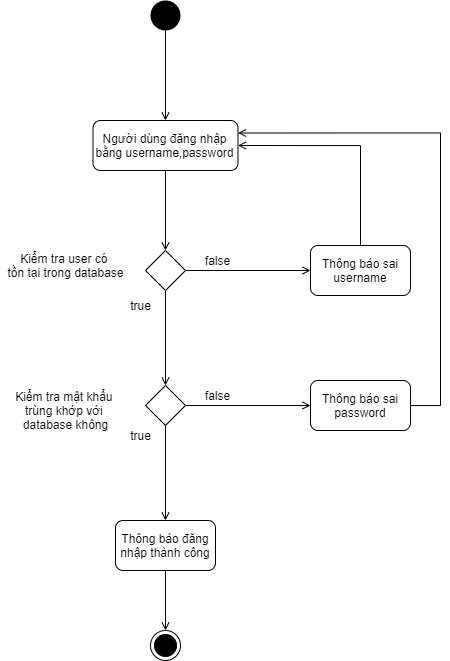 Người dùng đăng nhập
bằng username,password
Kiểm tra user có
tồn tại trong database
false
Thông báo sai
username
true
Kiểm tra mật khẩu
trùng khớp với
database không
false
Thông báo sai
password
true
Thông báo đăng
nhập thành công